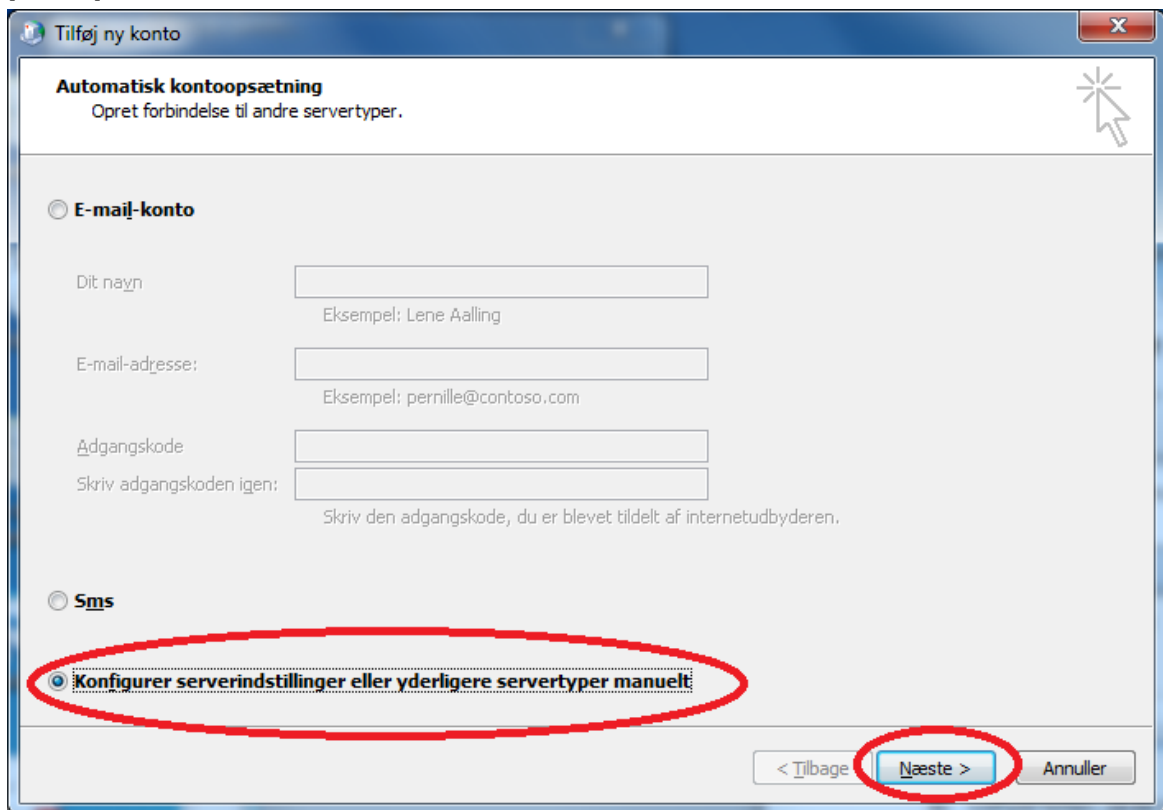 Tilføj ny konto
Automatisk kontoopsætning
Opret forbindelse til andre servertyper.
E-mail-konto
Dit navn
Eksempel: Lene Aalling
E-mail-adresse:
Eksempel: pernille@contoso.com
Adgangskode
Skriv adgangskoden igen:
Skriv den adgangskode, du er blevet tildelt af internetudbyderen.
Sms
Konfigurer serverindstillinger eller yderligere servertyper manuelt
< Tilbage Næste > Annuller